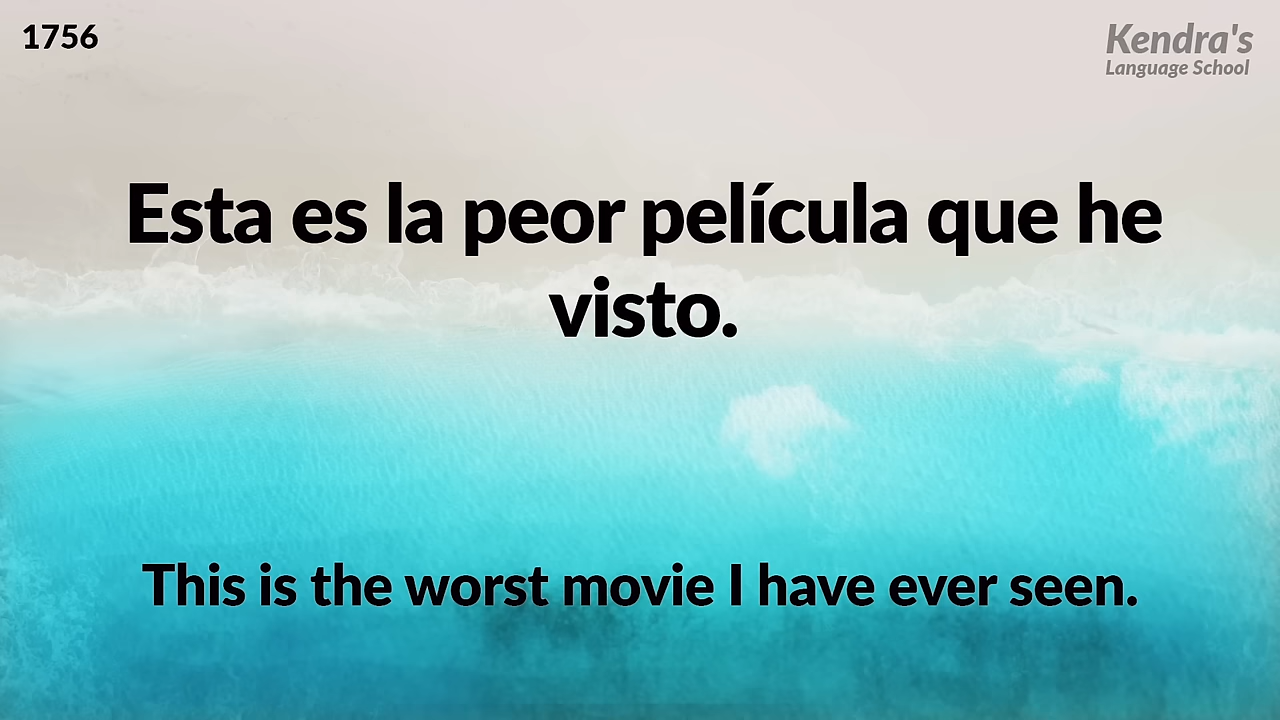 1756
Kendra's
Language School
Esta es la peor película que he
visto.
This is the worst movie I have ever seen.